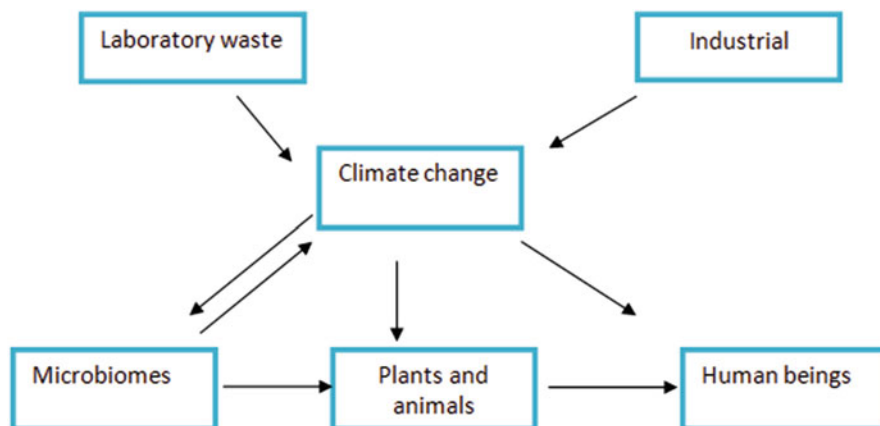 Laboratory waste
Industrial
Climate change
Microbiomes
Plants and
animals
Human beings